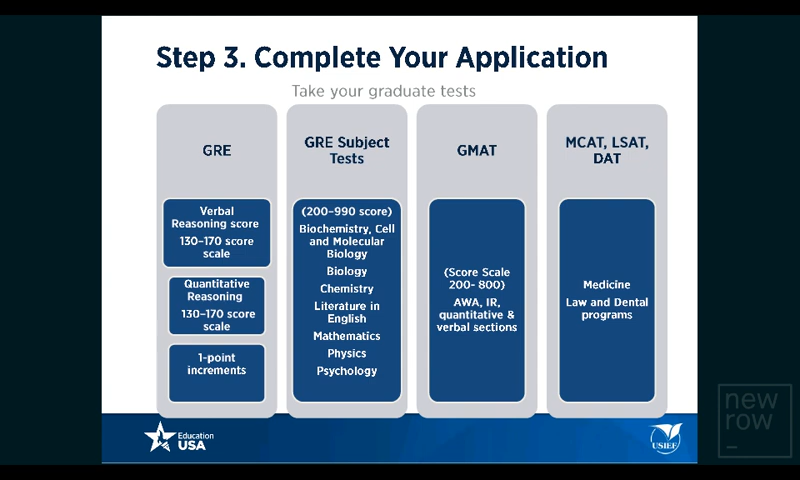 Step 3. Complete Your Application
Take your graduate tests
GRE
Verbal
Reasoning score
130-170 score
scale
Quantitative
Reasoning
130-170 score
scale
1-point
increments
GRE Subject
Tests
(200-990 score)
Biochemistry, Cell
and Molecular
Biology
Biology
Chemistry
Literature in
English
Mathematics
Physics
Psychology
GMAT
(Score Scale
200- 800)
AWA, IR,
quantitative &
verbal sections
MCAT, LSAT,
DAT
Medicine
Law and Dental
programs
Education
USA
USIEF
new
row_